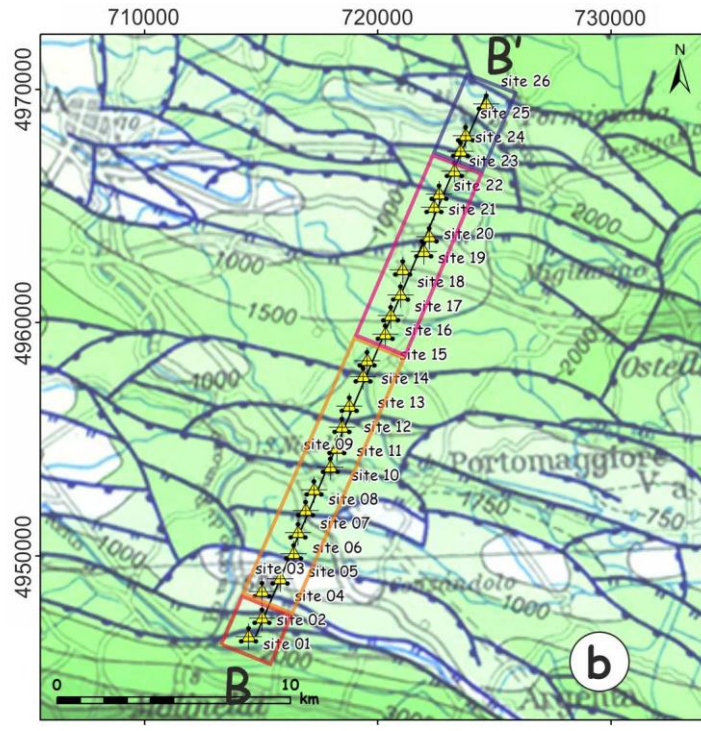 710000 720000 730000
B'
N
site 26
4970000
site 25
site 24
site 23
site 22
2000
1000
site 21
site 20
1000
site 19
Migliarino
site 18
1500
site 17
4960000
site 16
2000
site 15
Ostell
1000
site 14
site 13
site 12
site 09
site 11
Portomaggiore
site 10
V a
1750
750
site 08
site 07
1000
4950000
site 06
site 03
site 05
Consandolo
site 04
1000
site 02
site 01
b
B
0 10
km
Argenta